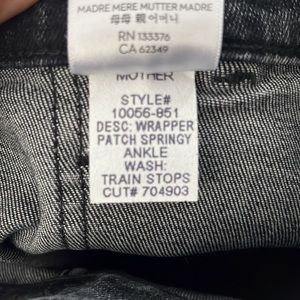 MADRE MERE MUTTER MADRE
母母 親 어머니
RN 133376
CA 62349
MOTHER
STYLE#
10056-851
DESC: WRAPPER
PATCH SPRINGY
ANKLE
WASH:
TRAIN STOPS
CUT# 704903